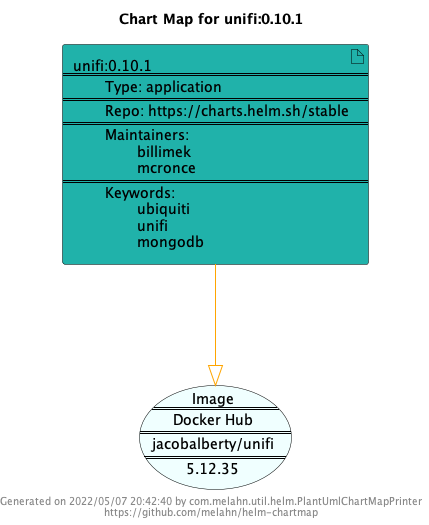 Chart Map for unifi:0.10.1
unifi:0.10.1
Type: application
Repo: https://charts.helm.sh/stable
Maintainers:
billimek
mcronce
Keywords:
ubiquiti
unifi
mongodb
Image
Docker Hub
jacobalberty/unifi
5.12.35
Generated on 2022/05/07 20:42:40 by com.melahn.util.helm.PlantUmlChartMapPrinter
https://github.com/melahn/helm-chartmap